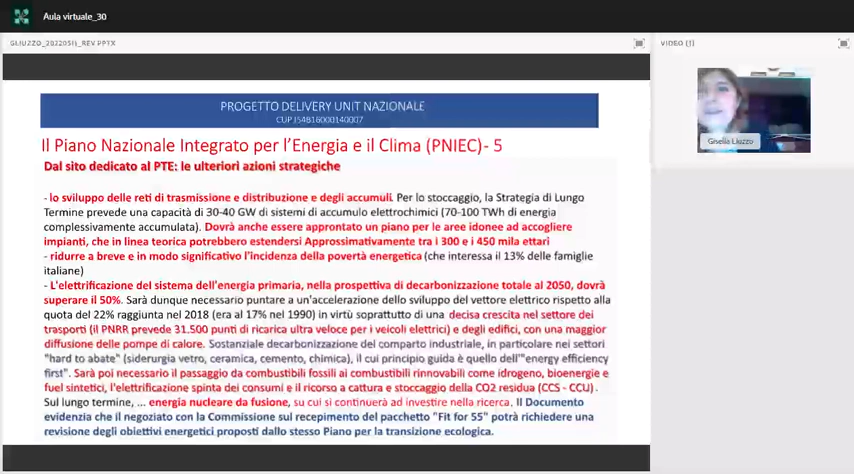 Aula virtuale_30
GLIUZZO_20220511_REV.PPTX
VIDEO (1)
PROGETTO DELIVERY UNIT NAZIONALE
CUP J54B16000140007
Il Piano Nazionale Integrato per l'Energia e il Clima (PNIEC)- 5
Dal sito dedicato al PTE: le ulteriori azioni strategiche
- lo sviluppo delle reti di trasmissione e distribuzione e degli accumuli. Per lo stoccaggio, la Strategia di Lungo
Termine prevede una capacità di 30-40 GW di sistemi di accumulo elettrochimici (70-100 TWh di energia
complessivamente accumulata). Dovrà anche essere approntato un piano per le aree idonee ad accogliere
impianti, che in linea teorica potrebbero estendersi Approssimativamente tra i 300 e i 450 mila ettari
- ridurre a breve e in modo significativo l'incidenza della povertà energetica (che interessa il 13% delle famiglie
italiane)
- L'elettrificazione del sistema dell'energia primaria, nella prospettiva di decarbonizzazione totale al 2050, dovrà
superare il 50%. Sarà dunque necessario puntare a un'accelerazione dello sviluppo del vettore elettrico rispetto alla
quota del 22% raggiunta nel 2018 (era al 17% nel 1990) in virtù soprattutto di una decisa crescita nel settore dei
trasporti (il PNRR prevede 31.500 punti di ricarica ultra veloce per i veicoli elettrici) e degli edifici, con una maggior
diffusione delle pompe di calore. Sostanziale decarbonizzazione del comparto industriale, in particolare nei settori
"hard to abate" (siderurgia vetro, ceramica, cemento, chimica), il cui principio guida è quello dell'"energy efficiency
first". Sarà poi necessario il passaggio da combustibili fossili ai combustibili rinnovabili come idrogeno, bioenergie e
fuel sintetici, l'elettrificazione spinta dei consumi e il ricorso a cattura e stoccaggio della CO2 residua (CCS - CCU) .
Sul lungo termine, ... energia nucleare da fusione, su cui si continuerà ad investire nella ricerca. Il Documento
evidenzia che il negoziato con la Commissione sul recepimento del pacchetto "Fit for 55" potrà richiedere una
revisione degli obiettivi energetici proposti dallo stesso Piano per la transizione ecologica.
Gisella Liuzzo